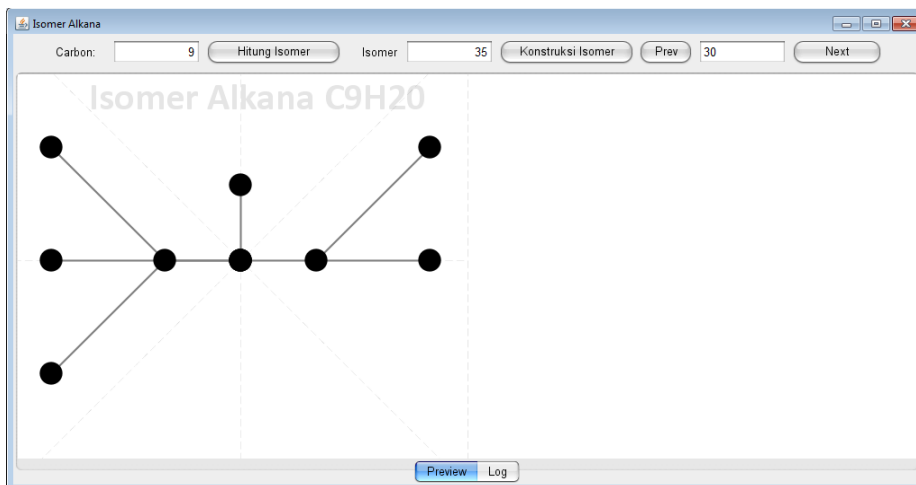 Isomer Alkana
Carbon: 9 Hitung Isomer Isomer 35 Konstruksi Isomer Prev 30 Next
Isomer Alkana C9H20
Preview Log